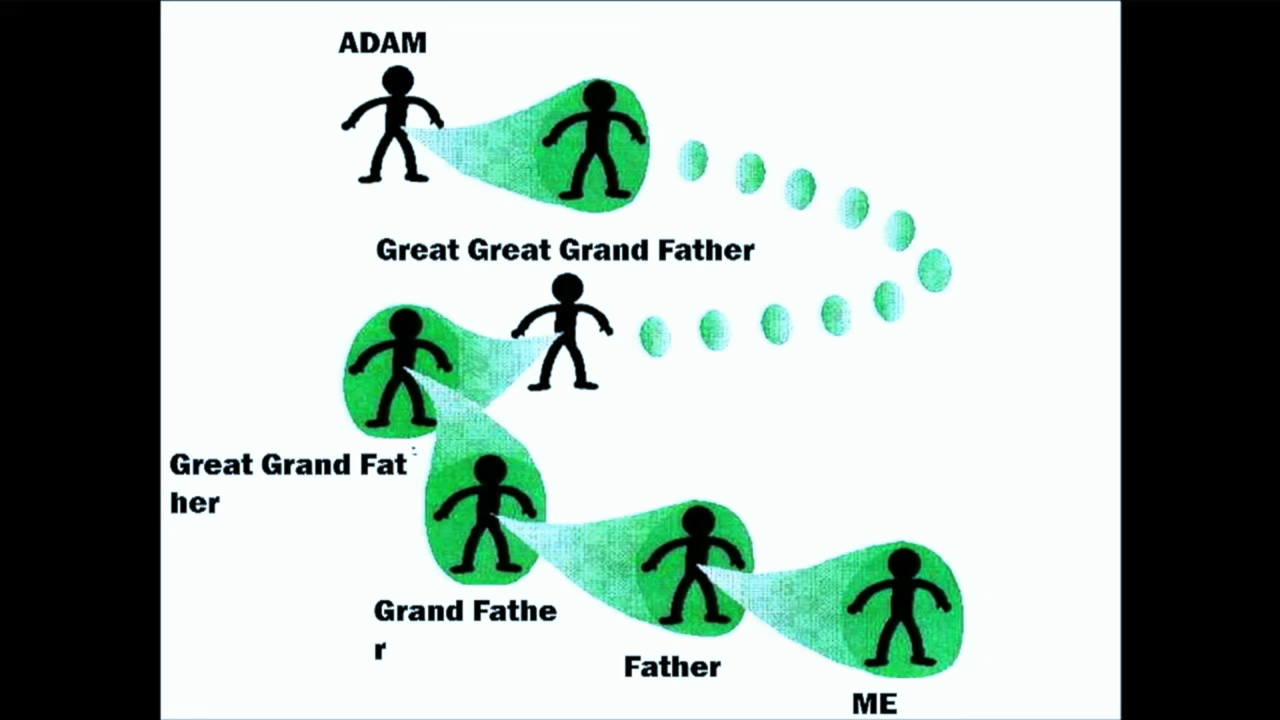 ADAM
Great Great Grand Father
Great Grand Fat
her
Grand Fathe
r
Father
ME